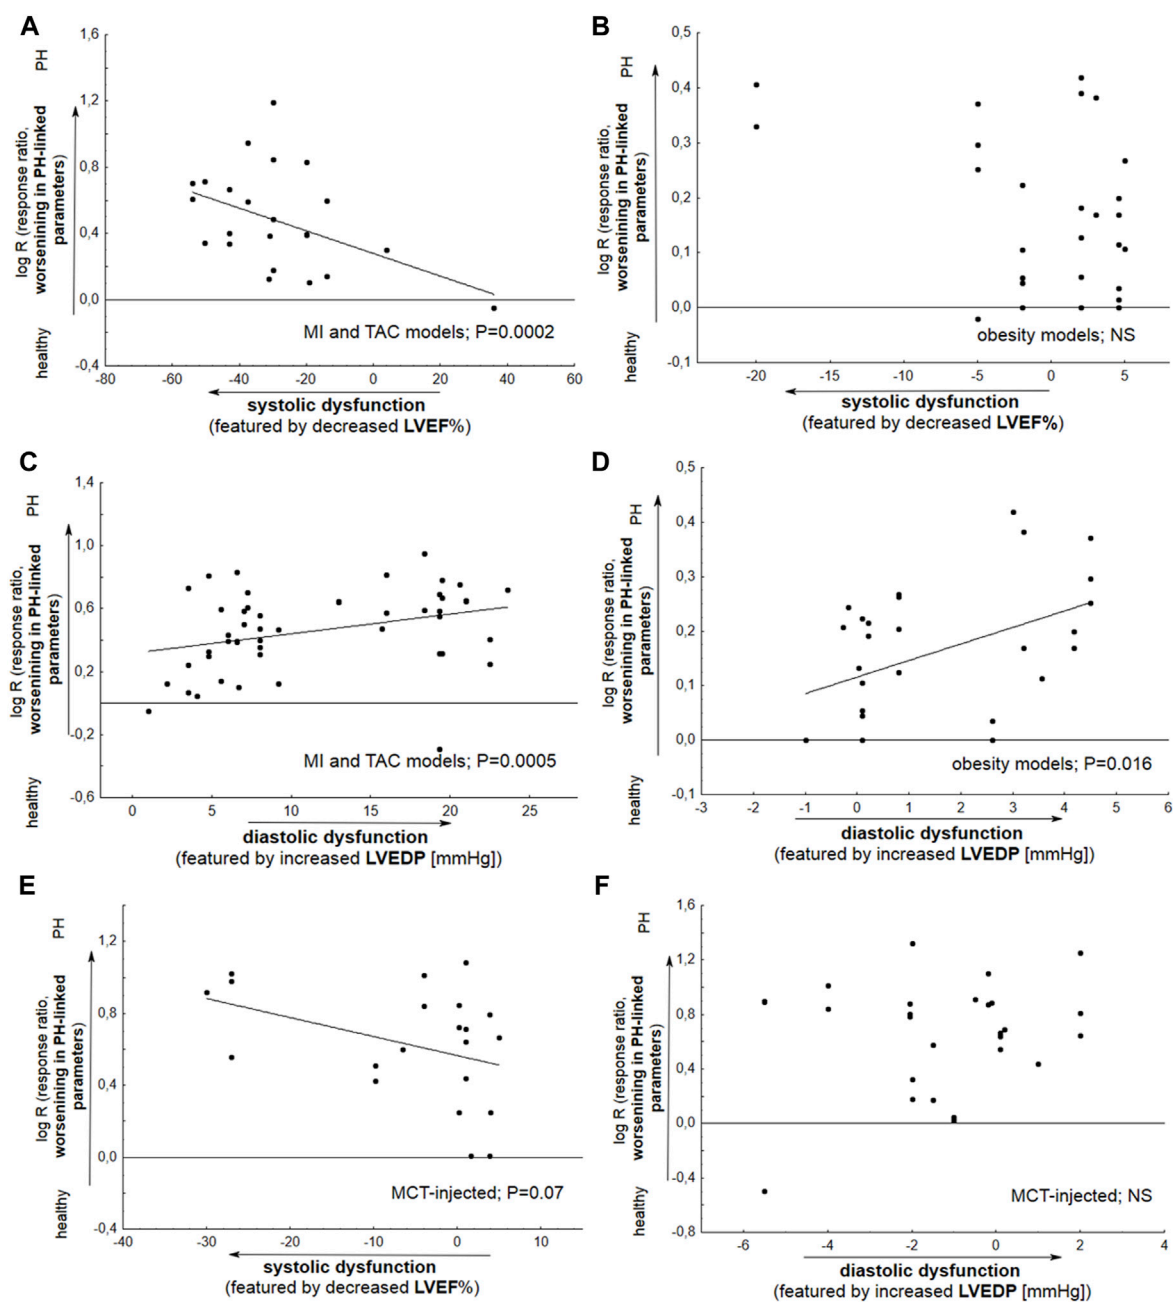 A
PH
log R (response ratio,
worsenining in PH-linked
parameters)
healthy
1,6
1,2
0,8
0,4
0,0
-0,4
-80 -60 -40 -20 0 20 40 60
MI and TAC models; P=0.0002
systolic dysfunction
(featured by decreased LVEF%)
B
PH
log R (response ratio,
worsenining in PH-linked
parameters)
healthy
0,5
0,4
0,3
0,2
0,1
0,0
-0,1
-20 -15 -10 -5 0 5
obesity models; NS
systolic dysfunction
(featured by decreased LVEF%)
C
PH
log R (response ratio,
worsenining in PH-linked
parameters)
healthy
1,4
1,0
0,6
0,2
-0,2
-0,6
0 5 10 15 20 25
MI and TAC models; P=0.0005
diastolic dysfunction
(featured by increased LVEDP [mmHg])
D
PH
log R (response ratio,
worsenining in PH-linked
parameters)
healthy
0,5
0,4
0,3
0,2
0,1
0,0
-0,1
-3 -2 -1 0 1 2 3 4 5 6
obesity models; P=0.016
diastolic dysfunction
(featured by increased LVEDP [mmHg])
E
PH
log R (response ratio,
worsenining in PH-linked
parameters)
healthy
1,2
0,8
0,4
0,0
-0,4
-40 -30 -20 -10 0 10
MCT-injected; P=0.07
systolic dysfunction
(featured by decreased LVEF%)
F
PH
log R (response ratio,
worsenining in PH-linked
parameters)
healthy
1,6
1,2
0,8
0,4
0,0
-0,4
-0,8
-6 -4 -2 0 2 4
MCT-injected; NS
diastolic dysfunction
(featured by increased LVEDP [mmHg])